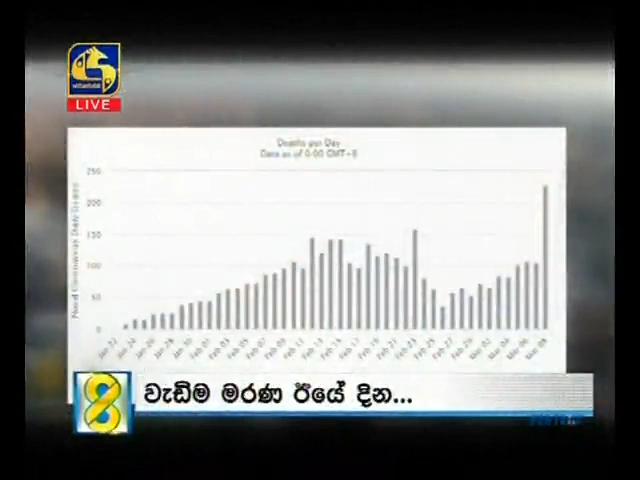 LIVE
Deaths per Day
Data as of 0:00 GMT+8
Novel Coronavirus Daily Deaths
250
200
150
100
50
0
Jan 22
Jan 24
Jan 26
Jan 28
Jan 30
Feb 01
Feb 03
Feb 05
Feb 07
Feb 09
Feb 11
Feb 13
Feb 15
Feb 17
Feb 19
Feb 21
Feb 23
Feb 25
Feb 27
Feb 29
Mar 02
Mar 04
Mar 06
Mar 08
8
වැඩිම මරණ ඊයේ දින...